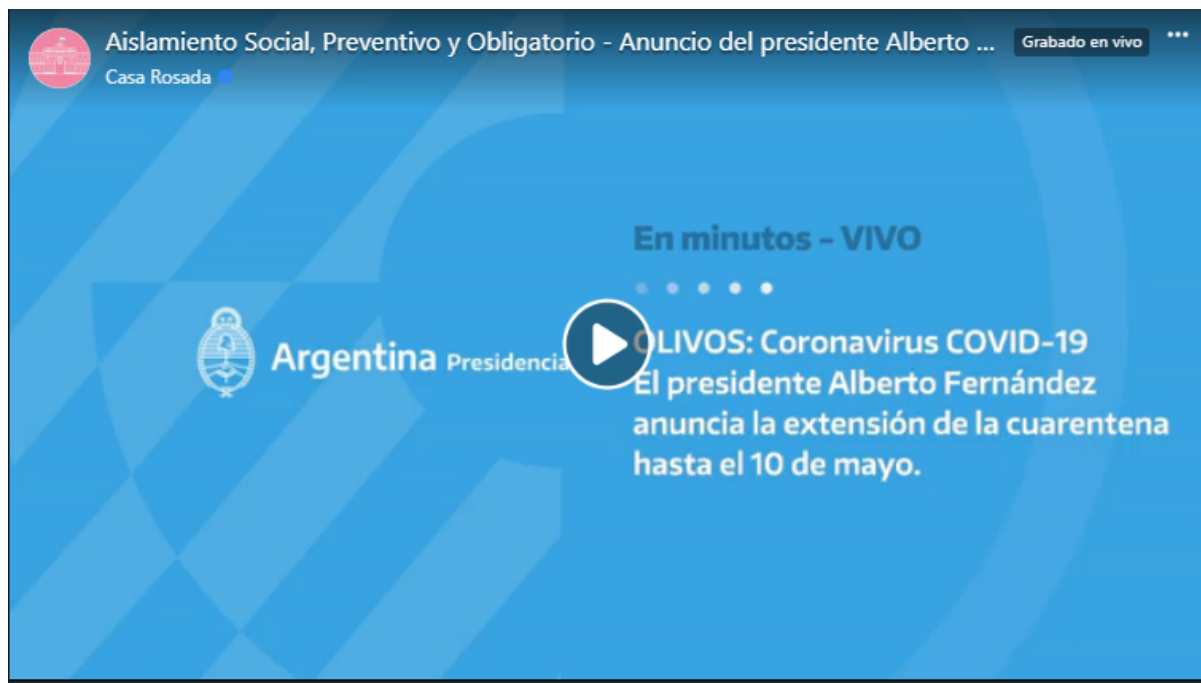 Aislamiento Social, Preventivo y Obligatorio - Anuncio del presidente Alberto ...
Grabado en vivo
Casa Rosada
En minutos - VIVO
Argentina Presidencia
OLIVOS: Coronavirus COVID-19
El presidente Alberto Fernández
anuncia la extensión de la cuarentena
hasta el 10 de mayo.